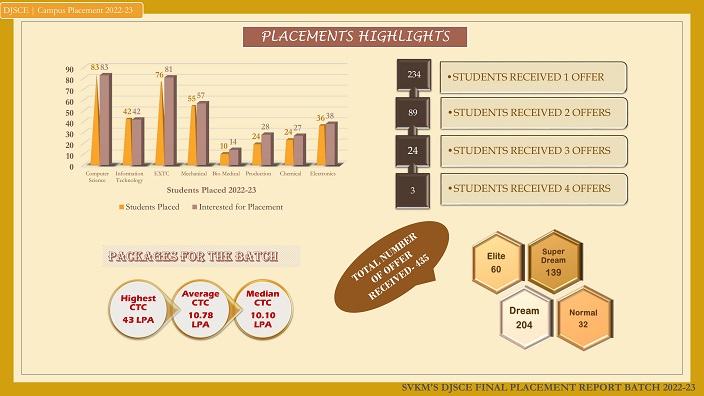 DJSCE | Campus Placement 2022-23
PLACEMENTS HIGHLIGHTS
90
80
70
60
50
40
30
20
10
0
83 83
42 42
76 81
55 57
10 14
24 28
24 27
36 38
Computer Science
Information Technology
EXTC
Mechanical
Bio Medical
Production
Chemical
Electronics
Students Placed 2022-23
Students Placed
Interested for Placement
234
•STUDENTS RECEIVED 1 OFFER
89
•STUDENTS RECEIVED 2 OFFERS
24
•STUDENTS RECEIVED 3 OFFERS
3
•STUDENTS RECEIVED 4 OFFERS
PACKAGES FOR THE BATCH
Highest
CTC
43 LPA
Average
CTC
10.78
LPA
Median
CTC
10.10
LPA
TOTAL NUMBER
OF OFFER
RECEIVED- 435
Elite
60
Super
Dream
139
Dream
204
Normal
32
SVKM'S DJSCE FINAL PLACEMENT REPORT BATCH 2022-23